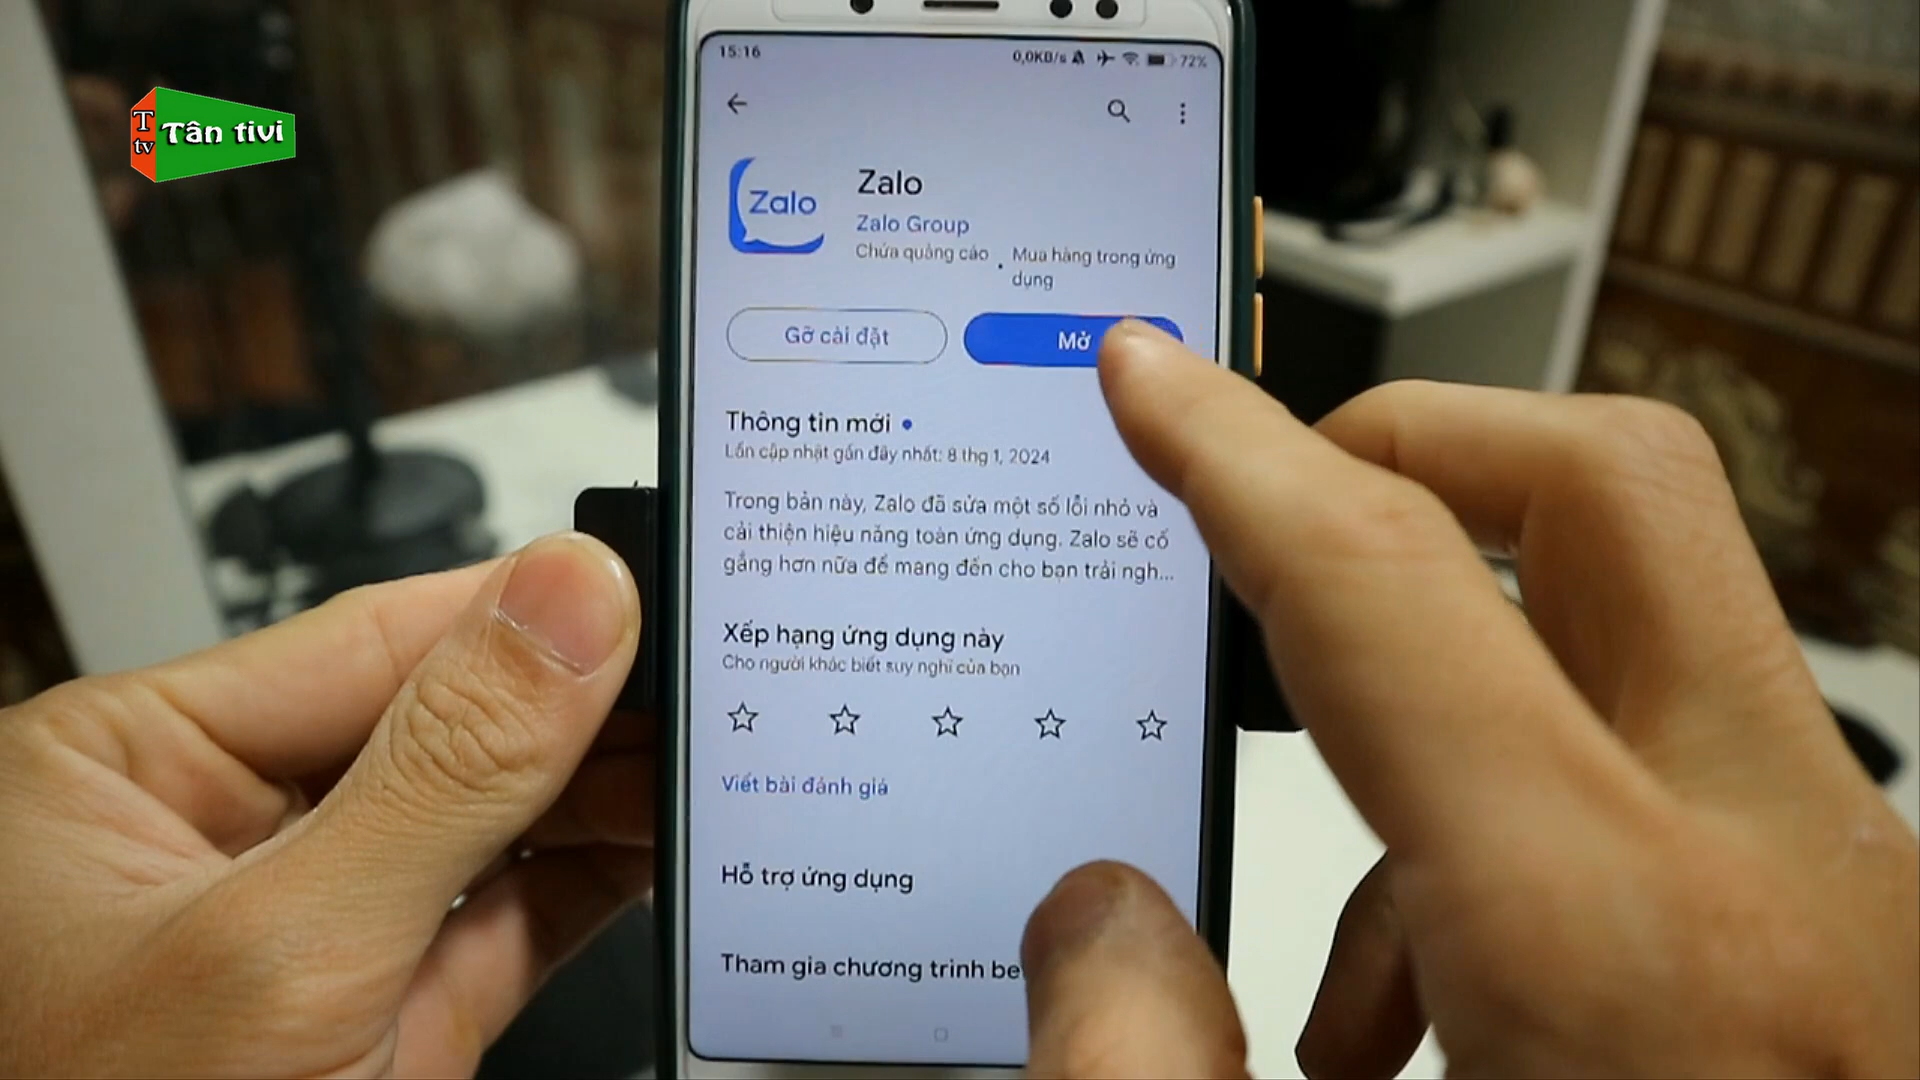 T
tv
Tân tivi
15:16
0,0KB/s
72%
Zalo
Zalo
Zalo Group
Chứa quảng cáo
Mua hàng trong ứng
dụng
Gỡ cài đặt
Mở
Thông tin mới
Lần cập nhật gần đây nhất: 8 thg 1, 2024
Trong bản này, Zalo đã sửa một số lỗi nhỏ và
cải thiện hiệu năng toàn ứng dụng. Zalo sẽ cố
gắng hơn nữa để mang đến cho bạn trải ngh...
Xếp hạng ứng dụng này
Cho người khác biết suy nghĩ của bạn
Viết bài đánh giá
Hỗ trợ ứng dụng
Tham gia chương trình be